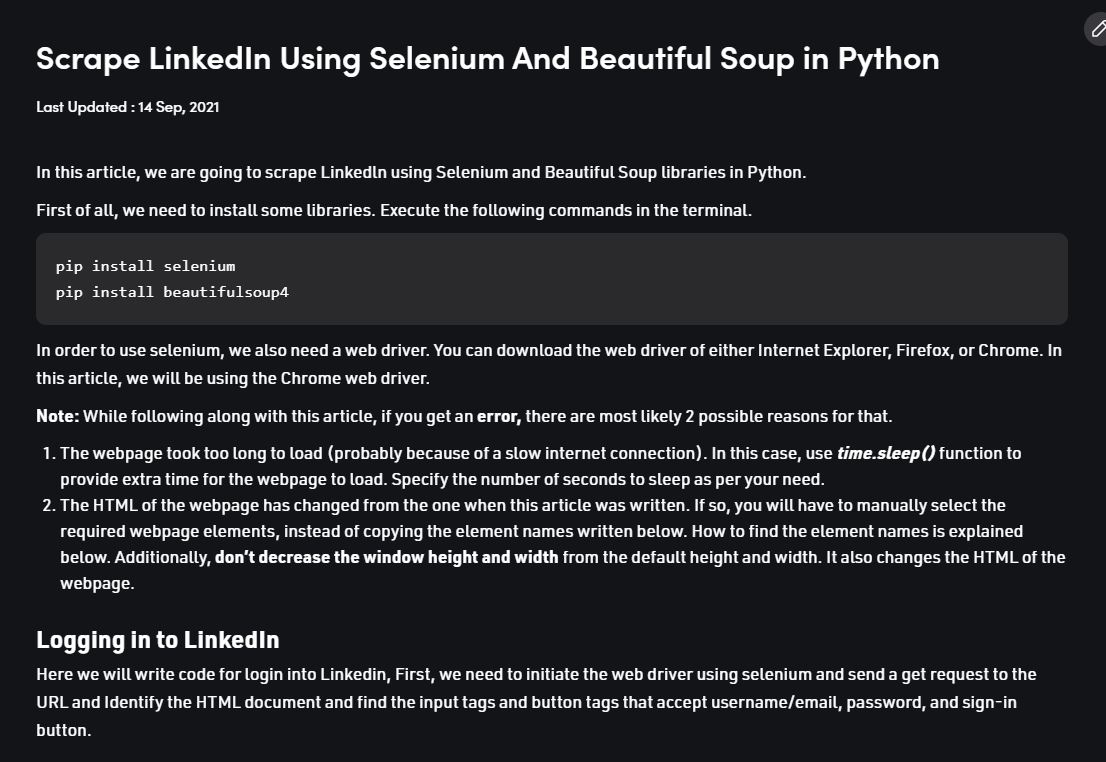 Scrape LinkedIn Using Selenium And Beautiful Soup in Python
Last Updated : 14 Sep, 2021
In this article, we are going to scrape LinkedIn using Selenium and Beautiful Soup libraries in Python.
First of all, we need to install some libraries. Execute the following commands in the terminal.
pip install selenium
pip install beautifulsoup4
In order to use selenium, we also need a web driver. You can download the web driver of either Internet Explorer, Firefox, or Chrome. In
this article, we will be using the Chrome web driver.
Note: While following along with this article, if you get an error, there are most likely 2 possible reasons for that.
1. The webpage took too long to load (probably because of a slow internet connection). In this case, use time.sleep() function to
provide extra time for the webpage to load. Specify the number of seconds to sleep as per your need.
2. The HTML of the webpage has changed from the one when this article was written. If so, you will have to manually select the
required webpage elements, instead of copying the element names written below. How to find the element names is explained
below. Additionally, don't decrease the window height and width from the default height and width. It also changes the HTML of the
webpage.
Logging in to LinkedIn
Here we will write code for login into Linkedin, First, we need to initiate the web driver using selenium and send a get request to the
URL and Identify the HTML document and find the input tags and button tags that accept username/email, password, and sign-in
button.